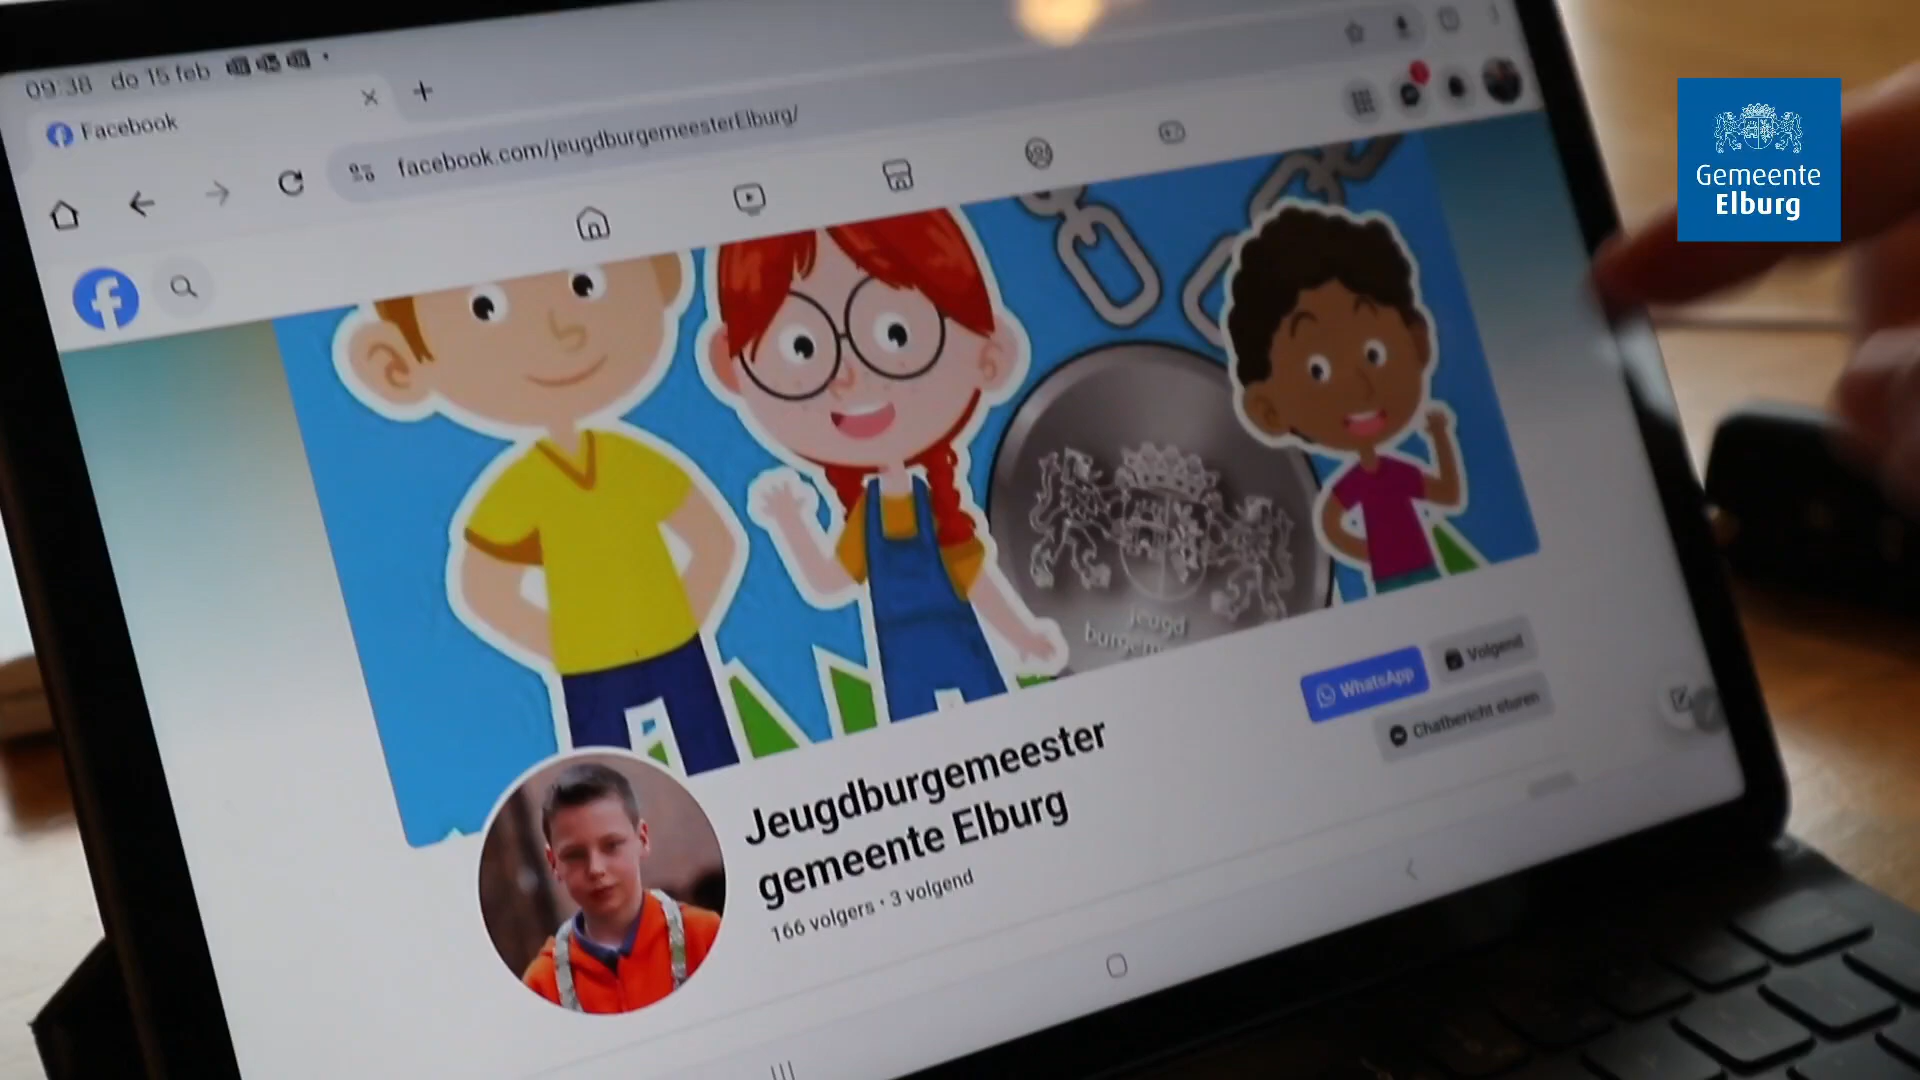 09:38 do 15 feb
Facebook
facebook.com/jeugdburgemeesterElburg/
Gemeente
Elburg
jeugd
WhatsApp
Volgend
Chatbericht sturen
Jeugdburgemeester
gemeente Elburg
166 volgers • 3 volgend